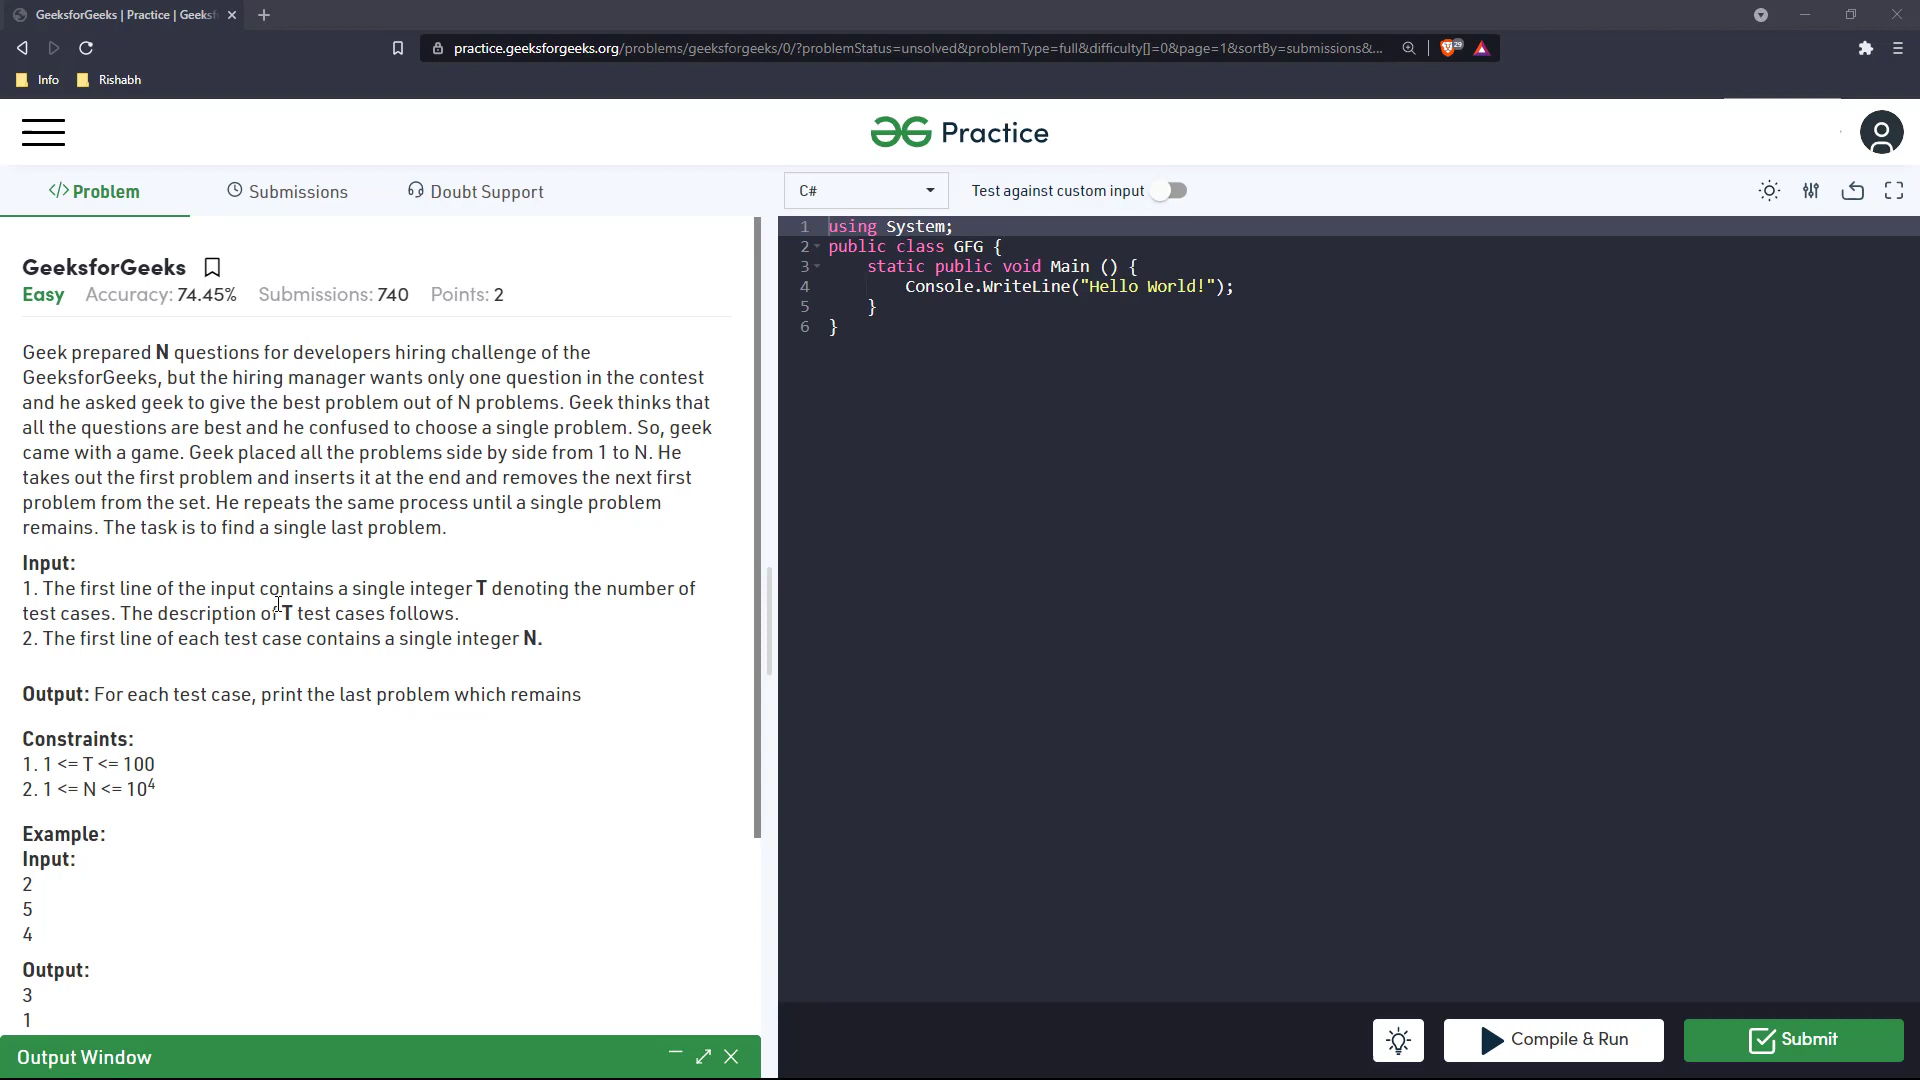 GeeksforGeeks | Practice | Geeksf
practice.geeksforgeeks.org/problems/geeksforgeeks/0/?problemStatus=unsolved&problemType=full&difficulty[]=0&page=1&sortBy=submissions&...
29
Info Rishabh
Practice
</> Problem Submissions Doubt Support
C# Test against custom input
GeeksforGeeks
Easy Accuracy: 74.45% Submissions: 740 Points: 2
Geek prepared N questions for developers hiring challenge of the
GeeksforGeeks, but the hiring manager wants only one question in the contest
and he asked geek to give the best problem out of N problems. Geek thinks that
all the questions are best and he confused to choose a single problem. So, geek
came with a game. Geek placed all the problems side by side from 1 to N. He
takes out the first problem and inserts it at the end and removes the next first
problem from the set. He repeats the same process until a single problem
remains. The task is to find a single last problem.
Input:
1. The first line of the input contains a single integer T denoting the number of
test cases. The description of T test cases follows.
2. The first line of each test case contains a single integer N.
Output: For each test case, print the last problem which remains
Constraints:
1. 1 <= T <= 100
2. 1 <= N <= 10⁴
Example:
Input:
2
5
4
Output:
3
1
Output Window
1 using System;
2 public class GFG {
3 static public void Main () {
4 Console.WriteLine("Hello World!");
5 }
6 }
Compile & Run Submit